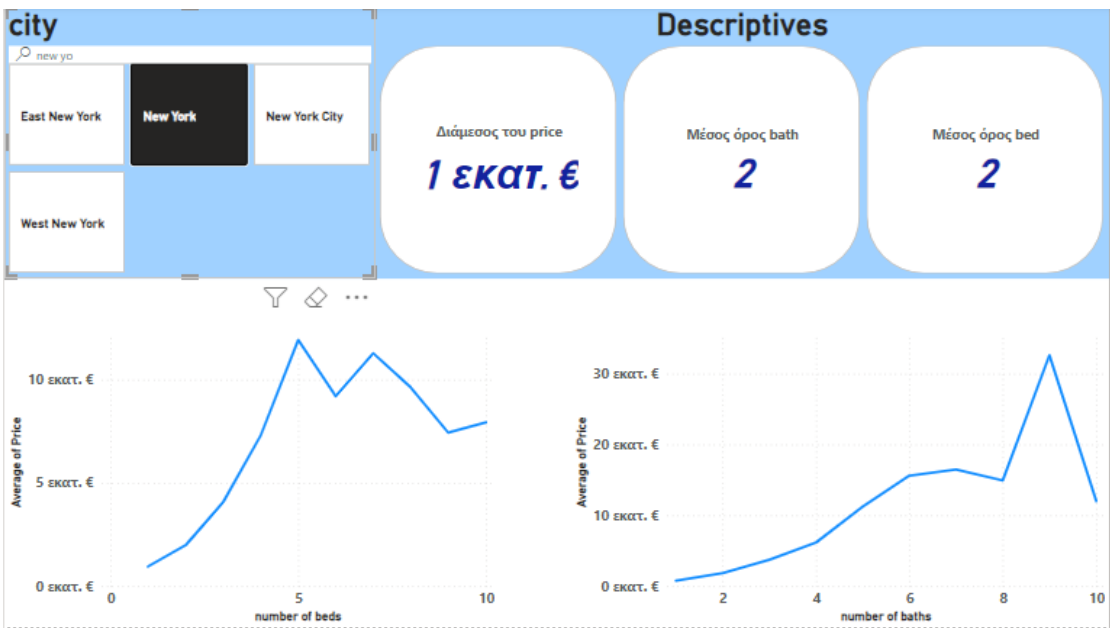 city
new yo
East New York
New York
New York City
West New York
Descriptives
Διάμεσος του price
1 εκατ. €
Μέσος όρος bath
2
Μέσος όρος bed
2
Average of Price
10 εκατ. €
5 εκατ. €
0 εκατ. €
0
5
10
number of beds
Average of Price
30 εκατ. €
20 εκατ. €
10 εκατ. €
0 εκατ. €
2
4
6
8
10
number of baths